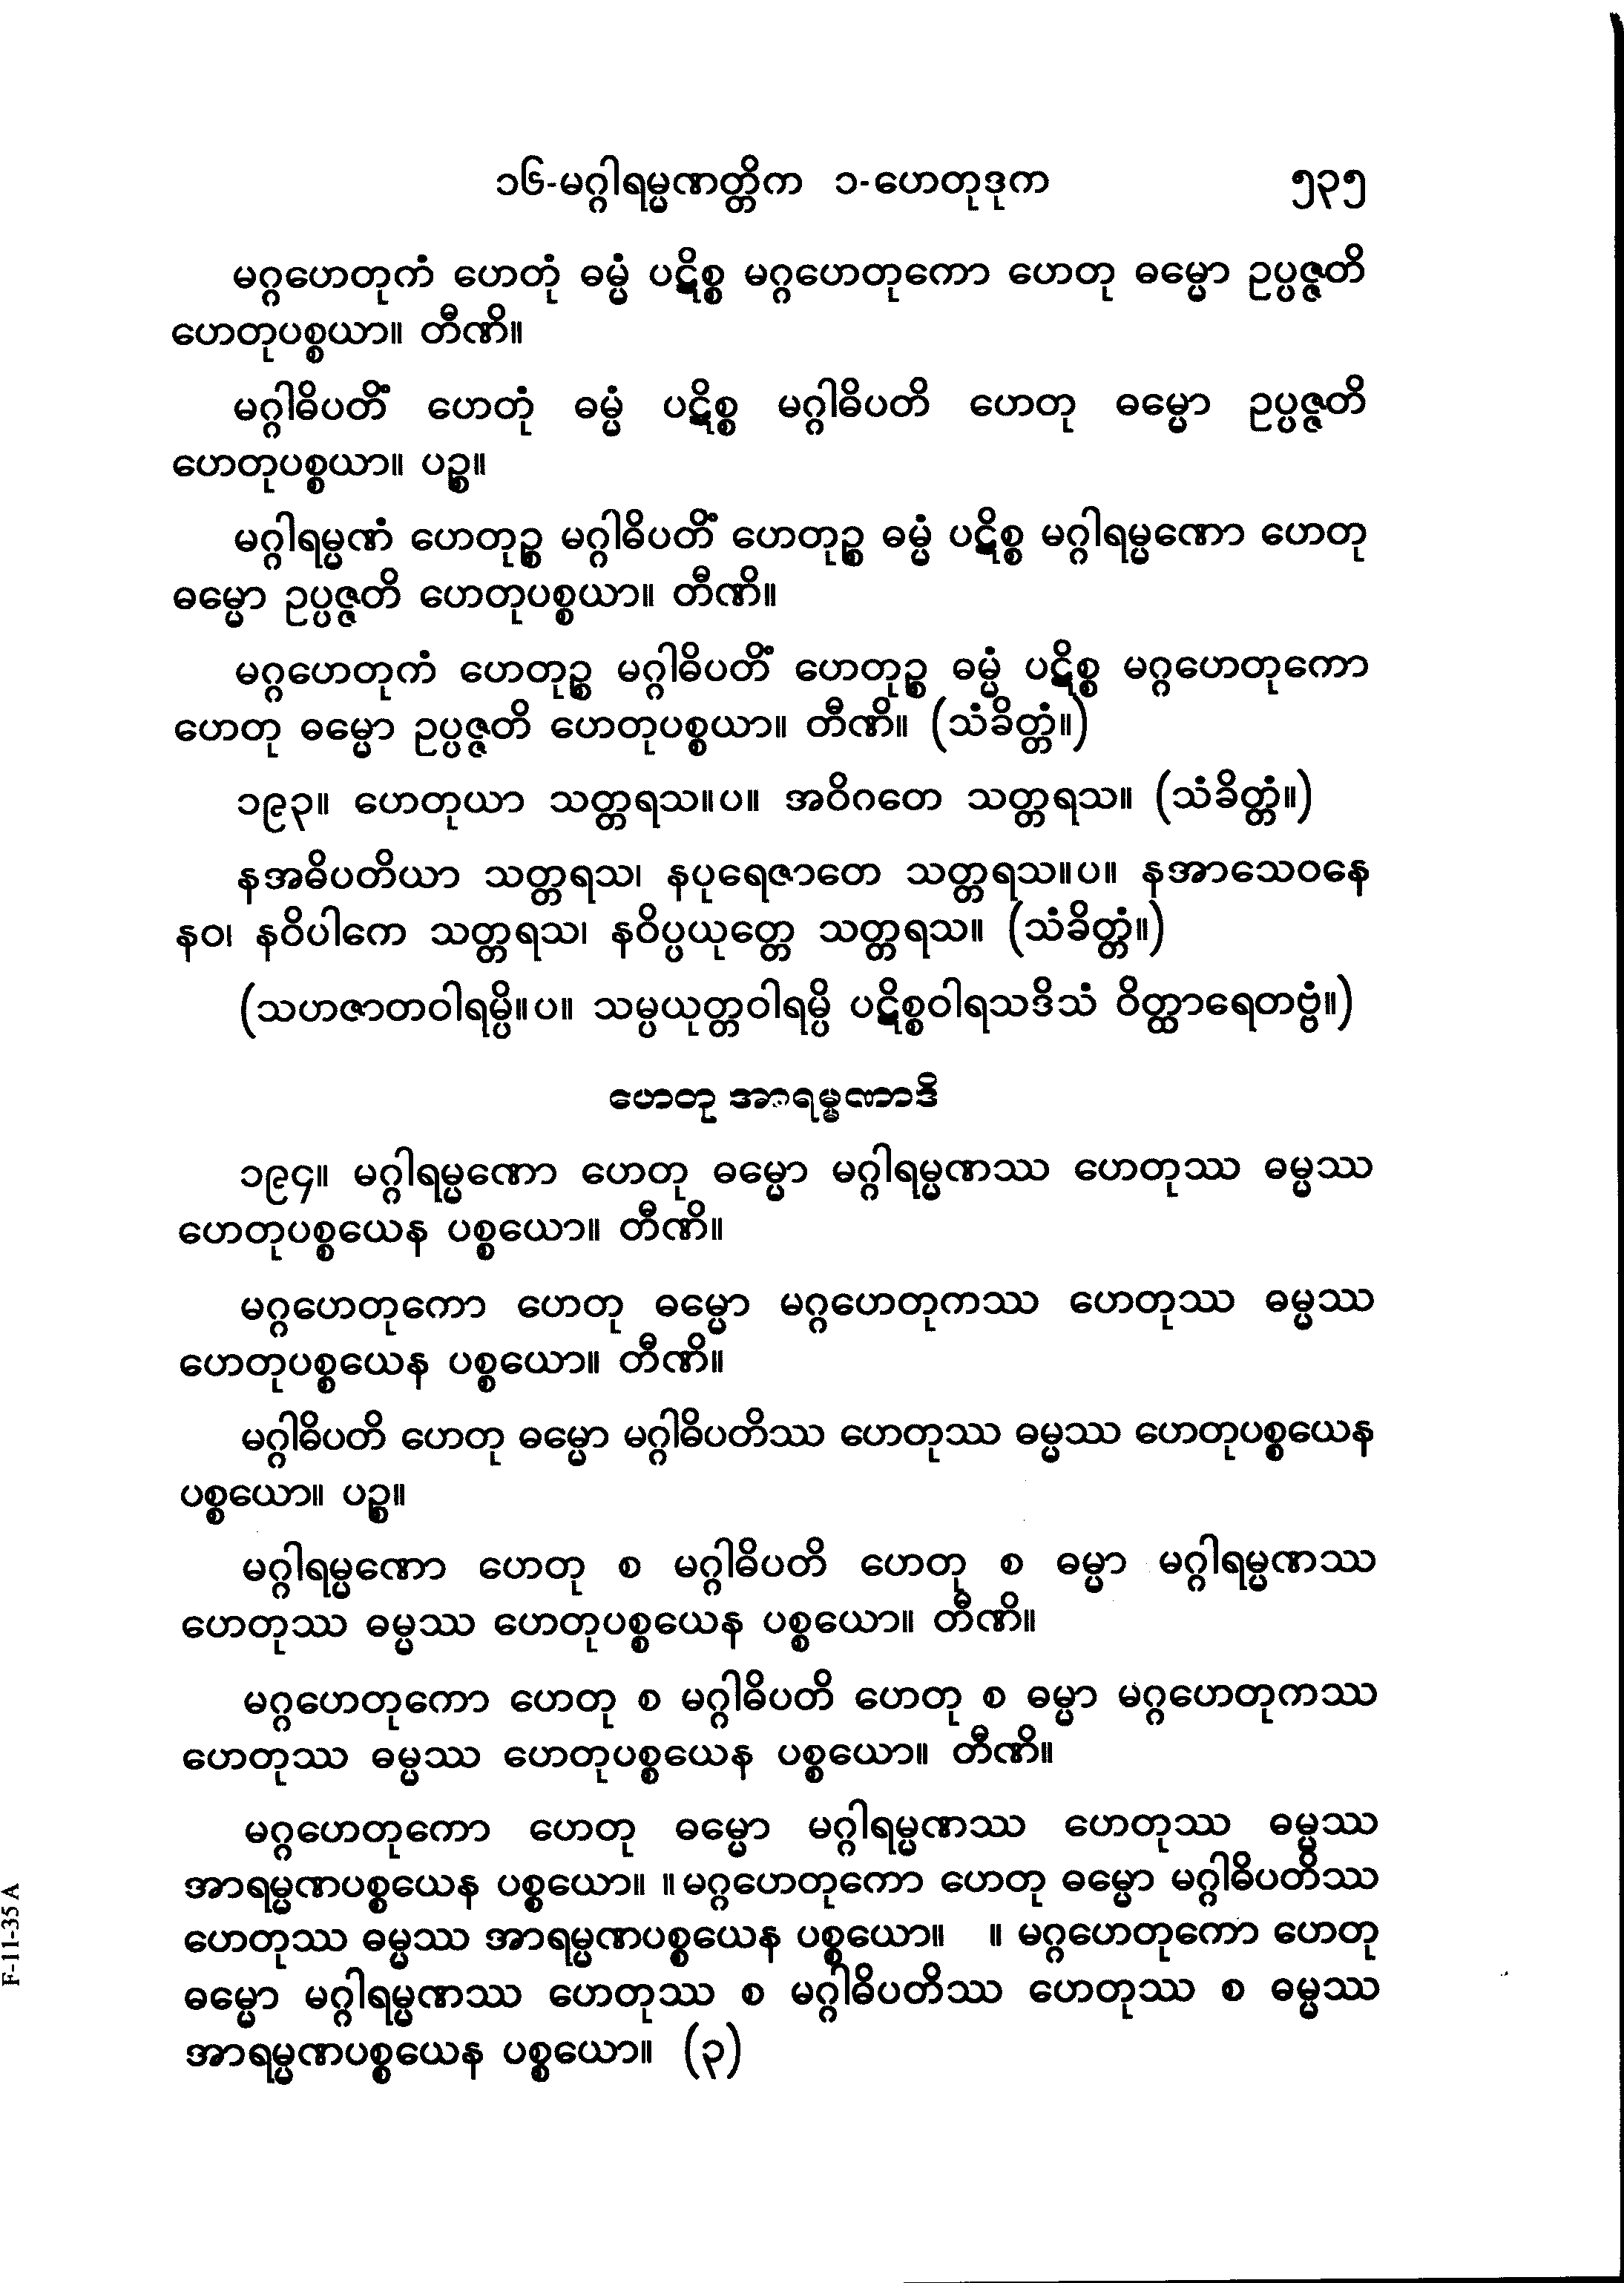 ၁၆-မဂ္ဂါရမ္မဏတ္တိက ၁-ဟေတုဒုက ၅၃၅
မဂ္ဂဟေတုကံ ဟေတုံ ဓမ္မံ ပဋိစ္စ မဂ္ဂဟေတုကော ဟေတု ဓမ္မော ဥပ္ပဇ္ဇတိ
ဟေတုပစ္စယာ။ တီဏိ။
မဂ္ဂါဓိပတိံ ဟေတုံ ဓမ္မံ ပဋိစ္စ မဂ္ဂါဓိပတိ ဟေတု ဓမ္မော ဥပ္ပဇ္ဇတိ
ဟေတုပစ္စယာ။ ပဉ္စ။
မဂ္ဂါရမ္မဏံ ဟေတုဉ္စ မဂ္ဂါဓိပတိံ ဟေတုဉ္စ ဓမ္မံ ပဋိစ္စ မဂ္ဂါရမ္မဏော ဟေတု
ဓမ္မော ဥပ္ပဇ္ဇတိ ဟေတုပစ္စယာ။ တီဏိ။
မဂ္ဂဟေတုကံ ဟေတုဉ္စ မဂ္ဂါဓိပတိံ ဟေတုဉ္စ ဓမ္မံ ပဋိစ္စ မဂ္ဂဟေတုကော
ဟေတု ဓမ္မော ဥပ္ပဇ္ဇတိ ဟေတုပစ္စယာ။ တီဏိ။ (သံခိတ္တံ။)
၁၉၃။ ဟေတုယာ သတ္တရသ။ပ။ အဝိဂတေ သတ္တရသ။ (သံခိတ္တံ။)
နအဓိပတိယာ သတ္တရသ၊ နပုရေဇာတေ သတ္တရသ။ပ။ နအာသေဝနေ
နဝ၊ နဝိပါကေ သတ္တရသ၊ နဝိပ္ပယုတ္တေ သတ္တရသ။ (သံခိတ္တံ။)
(သဟဇာတဝါရမ္ပိ။ပ။ သမ္ပယုတ္တဝါရမ္ပိ ပဋိစ္စဝါရသဒိသံ ဝိတ္ထာရေတဗ္ဗံ။)
ဟေတု အာရမ္မဏာဒိ
၁၉၄။ မဂ္ဂါရမ္မဏော ဟေတု ဓမ္မော မဂ္ဂါရမ္မဏဿ ဟေတုဿ ဓမ္မဿ
ဟေတုပစ္စယေန ပစ္စယော။ တီဏိ။
မဂ္ဂဟေတုကော ဟေတု ဓမ္မော မဂ္ဂဟေတုကဿ ဟေတုဿ ဓမ္မဿ
ဟေတုပစ္စယေန ပစ္စယော။ တီဏိ။
မဂ္ဂါဓိပတိ ဟေတု ဓမ္မော မဂ္ဂါဓိပတိဿ ဟေတုဿ ဓမ္မဿ ဟေတုပစ္စယေန
ပစ္စယော။ ပဉ္စ။
မဂ္ဂါရမ္မဏော ဟေတု စ မဂ္ဂါဓိပတိ ဟေတု စ ဓမ္မာ မဂ္ဂါရမ္မဏဿ
ဟေတုဿ ဓမ္မဿ ဟေတုပစ္စယေန ပစ္စယော။ တီဏိ။
မဂ္ဂဟေတုကော ဟေတု စ မဂ္ဂါဓိပတိ ဟေတု စ ဓမ္မာ မဂ္ဂဟေတုကဿ
ဟေတုဿ ဓမ္မဿ ဟေတုပစ္စယေန ပစ္စယော။ တီဏိ။
မဂ္ဂဟေတုကော ဟေတု ဓမ္မော မဂ္ဂါရမ္မဏဿ ဟေတုဿ ဓမ္မဿ
အာရမ္မဏပစ္စယေန ပစ္စယော။ ။မဂ္ဂဟေတုကော ဟေတု ဓမ္မော မဂ္ဂါဓိပတိဿ
ဟေတုဿ ဓမ္မဿ အာရမ္မဏပစ္စယေန ပစ္စယော။ ။ မဂ္ဂဟေတုကော ဟေတု
ဓမ္မော မဂ္ဂါရမ္မဏဿ ဟေတုဿ စ မဂ္ဂါဓိပတိဿ ဟေတုဿ စ ဓမ္မဿ
အာရမ္မဏပစ္စယေန ပစ္စယော။ (၃)
F-11-35 A